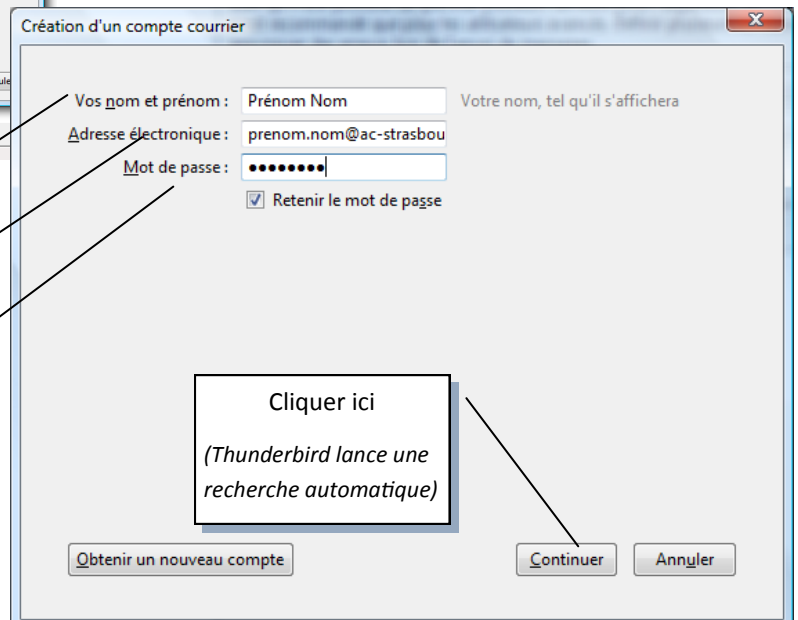 Création d'un compte courrier
Vos nom et prénom : Prénom Nom Votre nom, tel qu'il s'affichera
Adresse électronique : prenom.nom@ac-strasbou
Mot de passe : ●●●●●●●●
Retenir le mot de passe
Cliquer ici
(Thunderbird lance une
recherche automatique)
Obtenir un nouveau compte Continuer Annuler